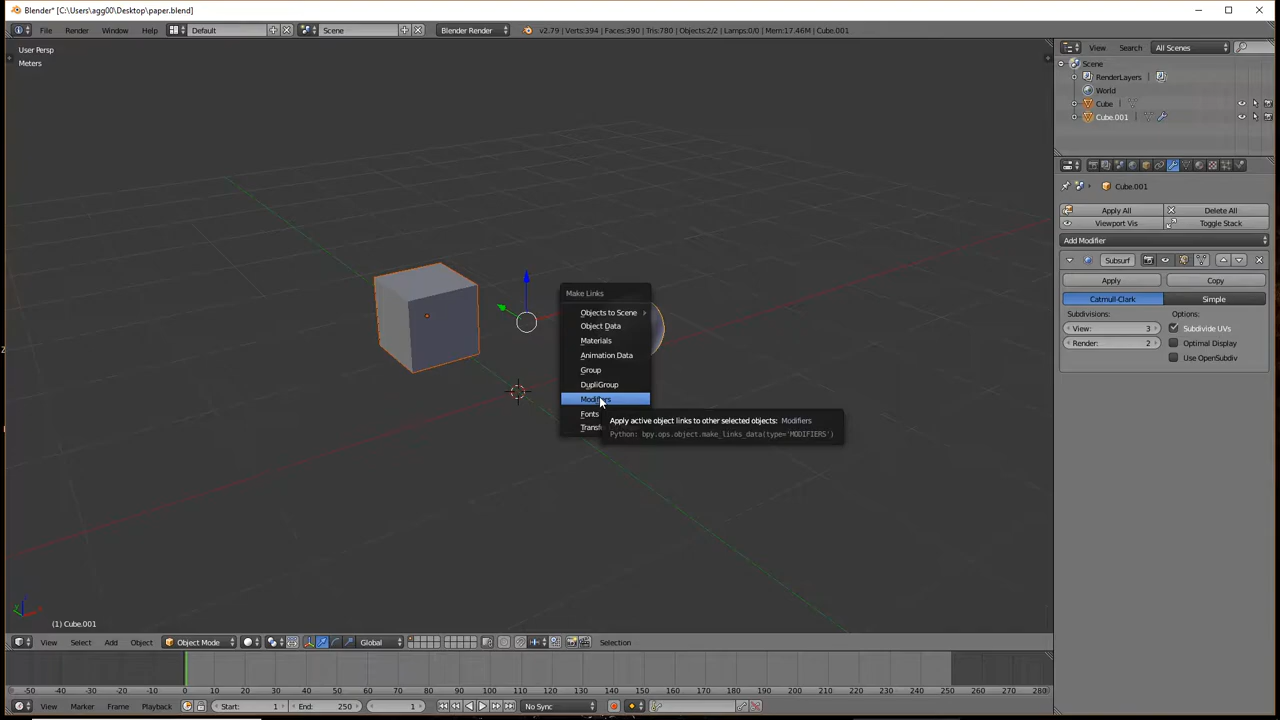 Blender* [C:\Users\agg00\Desktop\paper.blend]
File Render Window Help Default Scene Blender Render v2.79 | Verts:394 | Faces:390 | Tris:780 | Objects:2/2 | Lamps:0/0 | Mem:17.46M | Cube.001
View Search All Scenes
User Persp
Meters
Scene
RenderLayers
World
Cube
Cube.001
Cube.001
Apply All Delete All
Viewport Vis Toggle Stack
Add Modifier
Subsurf
Apply Copy
Catmull-Clark Simple
Subdivisions: Options:
View: 3 Subdivide UVs
Render: 2 Optimal Display
Use OpenSubdiv
Make Links
Objects to Scene
Object Data
Materials
Animation Data
Group
DupliGroup
Modifiers
Fonts
Transf
Apply active object links to other selected objects: Modifiers
Python: bpy.ops.object.make_links_data(type='MODIFIERS')
(1) Cube.001
View Select Add Object Object Mode Global Selection
-50 -40 -30 -20 -10 0 10 20 30 40 50 60 70 80 90 100 110 120 130 140 150 160 170 180 190 200 210 220 230 240 250 260 270 280
View Marker Frame Playback Start: 1 End: 250 1 No Sync